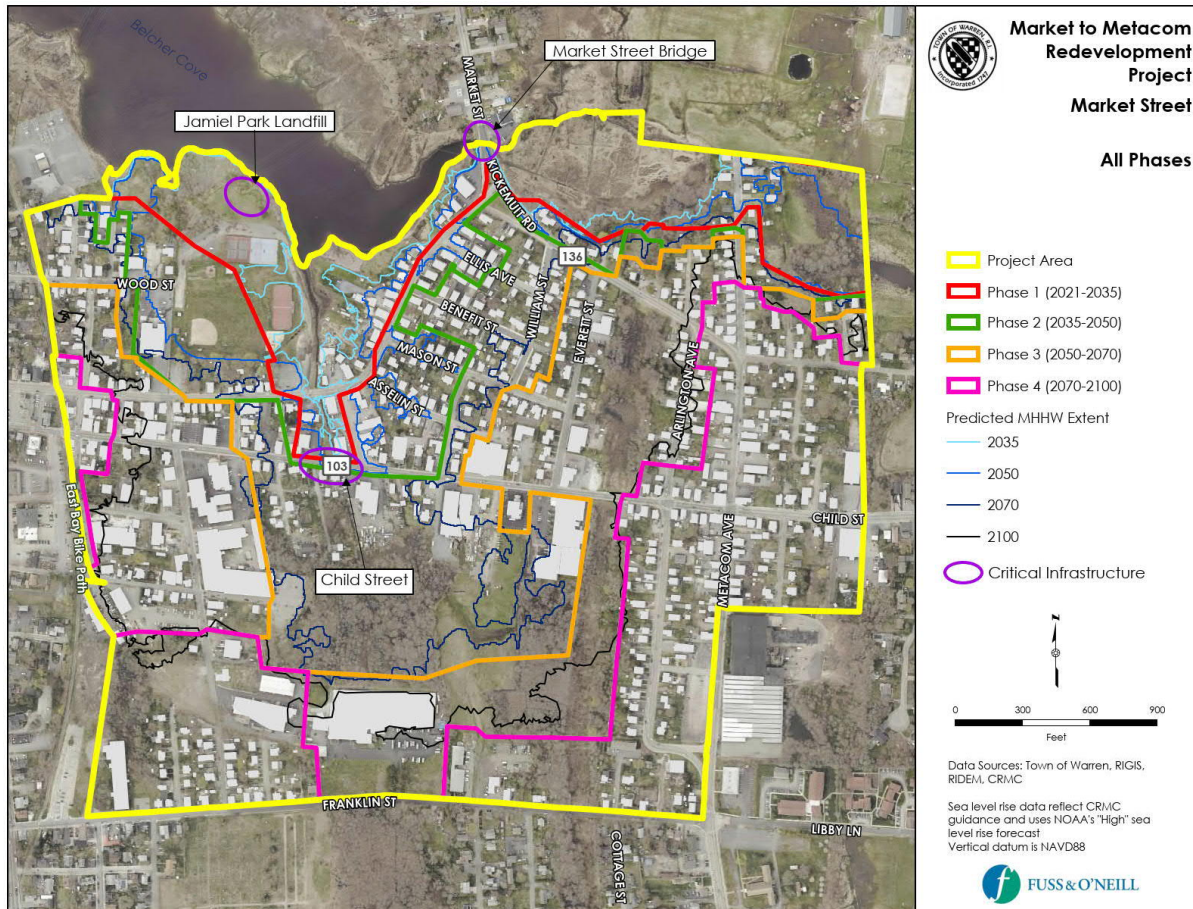 Belcher Cove
Market Street Bridge
MARKET ST
Jamiel Park Landfill
KICKEMUIT RD
136
ELLIS AVE
WOOD ST
BENEFIT ST
WILLIAM ST
EVERETT ST
MASON ST
ASSELIN ST
ARLINGTON AVE
103
East Bay Bike Path
Child Street
CHILD ST
METACOM AVE
FRANKLIN ST
LIBBY LN
COTTAGE ST
TOWN OF WARREN, R.I.
Incorporated 1747
Market to Metacom
Redevelopment
Project
Market Street
All Phases
Project Area
Phase 1 (2021-2035)
Phase 2 (2035-2050)
Phase 3 (2050-2070)
Phase 4 (2070-2100)
Predicted MHHW Extent
2035
2050
2070
2100
Critical Infrastructure
0 300 600 900
Feet
Data Sources: Town of Warren, RIGIS,
RIDEM, CRMC
Sea level rise data reflect CRMC
guidance and uses NOAA's "High" sea
level rise forecast
Vertical datum is NAVD88
f FUSS & O'NEILL